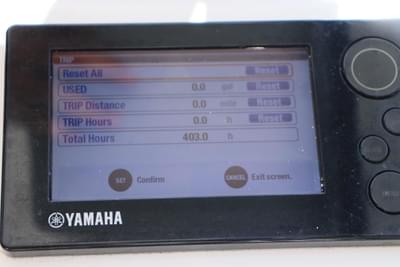 TRIP
Reset All Reset
USED 0.0 gal Reset
TRIP Distance 0.0 mile Reset
TRIP Hours 0.0 h Reset
Total Hours 403.0 h
SET Confirm CANCEL Exit screen.
YAMAHA